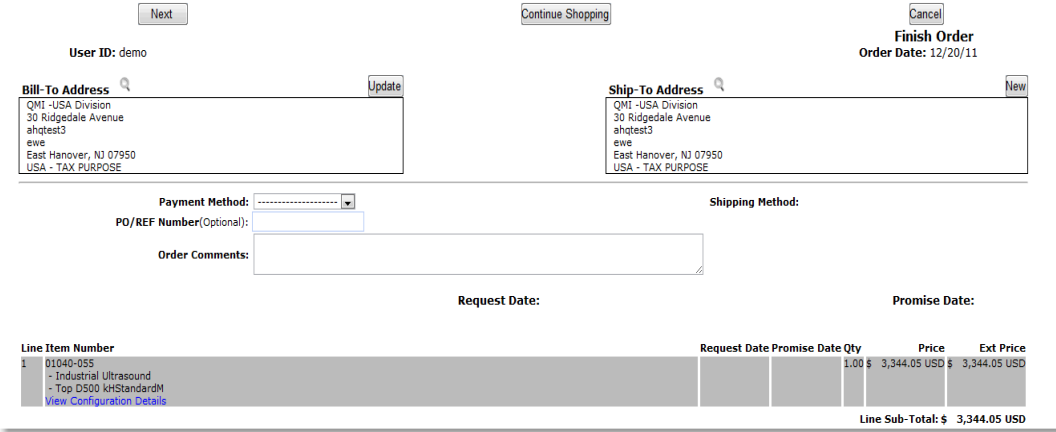 Next Continue Shopping Cancel
Finish Order
User ID: demo Order Date: 12/20/11
Bill-To Address Update Ship-To Address New
QMI -USA Division QMI -USA Division
30 Ridgedale Avenue 30 Ridgedale Avenue
ahqtest3 ahqtest3
ewe ewe
East Hanover, NJ 07950 East Hanover, NJ 07950
USA - TAX PURPOSE USA - TAX PURPOSE
Payment Method: -------------------- Shipping Method:
PO/REF Number(Optional):
Order Comments:
Request Date: Promise Date:
Line Item Number Request Date Promise Date Qty Price Ext Price
1 01040-055 1.00 $ 3,344.05 USD $ 3,344.05 USD
- Industrial Ultrasound
- Top D500 kHStandardM
View Configuration Details
Line Sub-Total: $ 3,344.05 USD